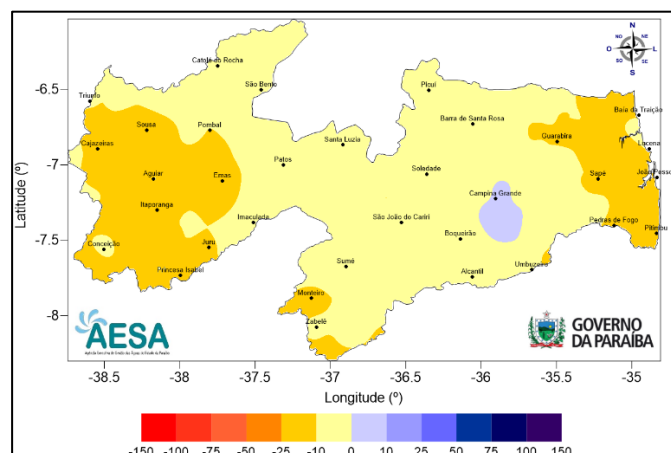 N
NO NE
O L
SO SE
S
Catolé do Rocha
São Bento
Triunfo
Picuí
Baía da Traição
Sousa
Pombal
Barra de Santa Rosa
Guarabira
Cajazeiras
Santa Luzia
Lucena
Patos
Aguiar
Emas
Soledade
Sapé
João Pessoa
Itaporanga
Campina Grande
Imaculada
São João do Cariri
Pedras de Fogo
Pitimbu
Conceição
Juru
Boqueirão
Princesa Isabel
Sumé
Alcantil
Umbuzeiro
Monteiro
Zabelê
-6.5
-7
-7.5
-8
Latitude (º)
AESA
GOVERNO
DA PARAÍBA
-38.5 -38 -37.5 -37 -36.5 -36 -35.5 -35
Longitude (º)
-150 -100 -75 -50 -25 -10 0 10 25 50 75 100 150